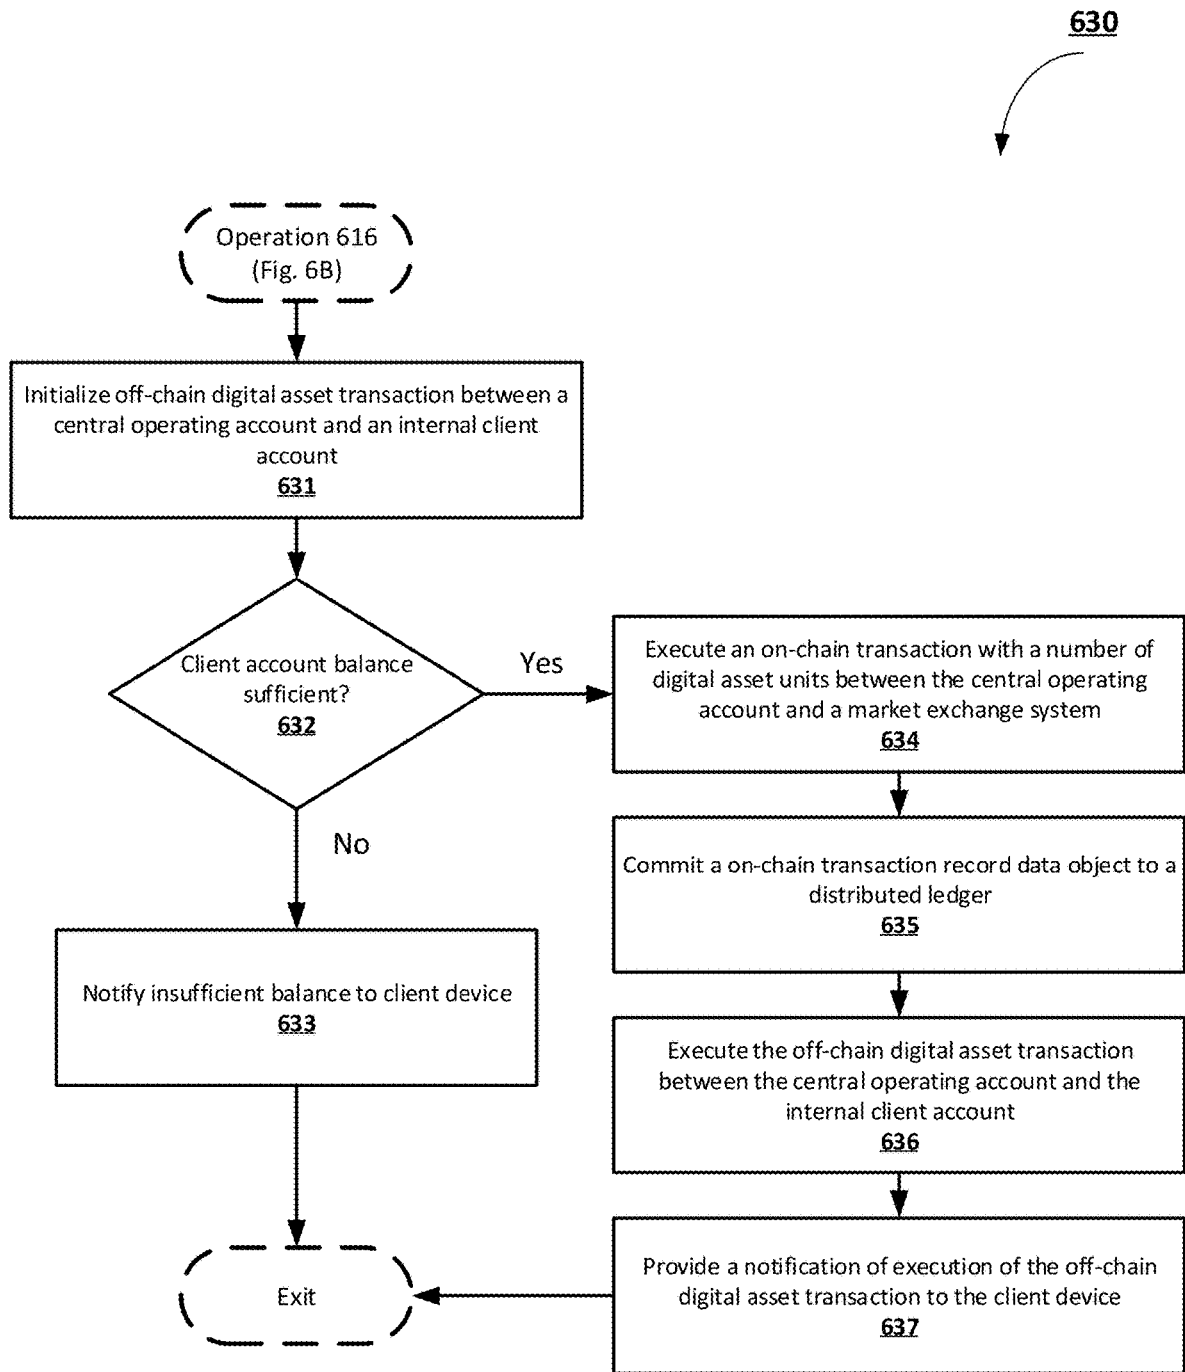 630
Operation 616
(Fig. 6B)
Initialize off-chain digital asset transaction between a
central operating account and an internal client
account
631
Client account balance
sufficient?
632
Yes
No
Notify insufficient balance to client device
633
Execute an on-chain transaction with a number of
digital asset units between the central operating
account and a market exchange system
634
Commit a on-chain transaction record data object to a
distributed ledger
635
Execute the off-chain digital asset transaction
between the central operating account and the
internal client account
636
Provide a notification of execution of the off-chain
digital asset transaction to the client device
637
Exit